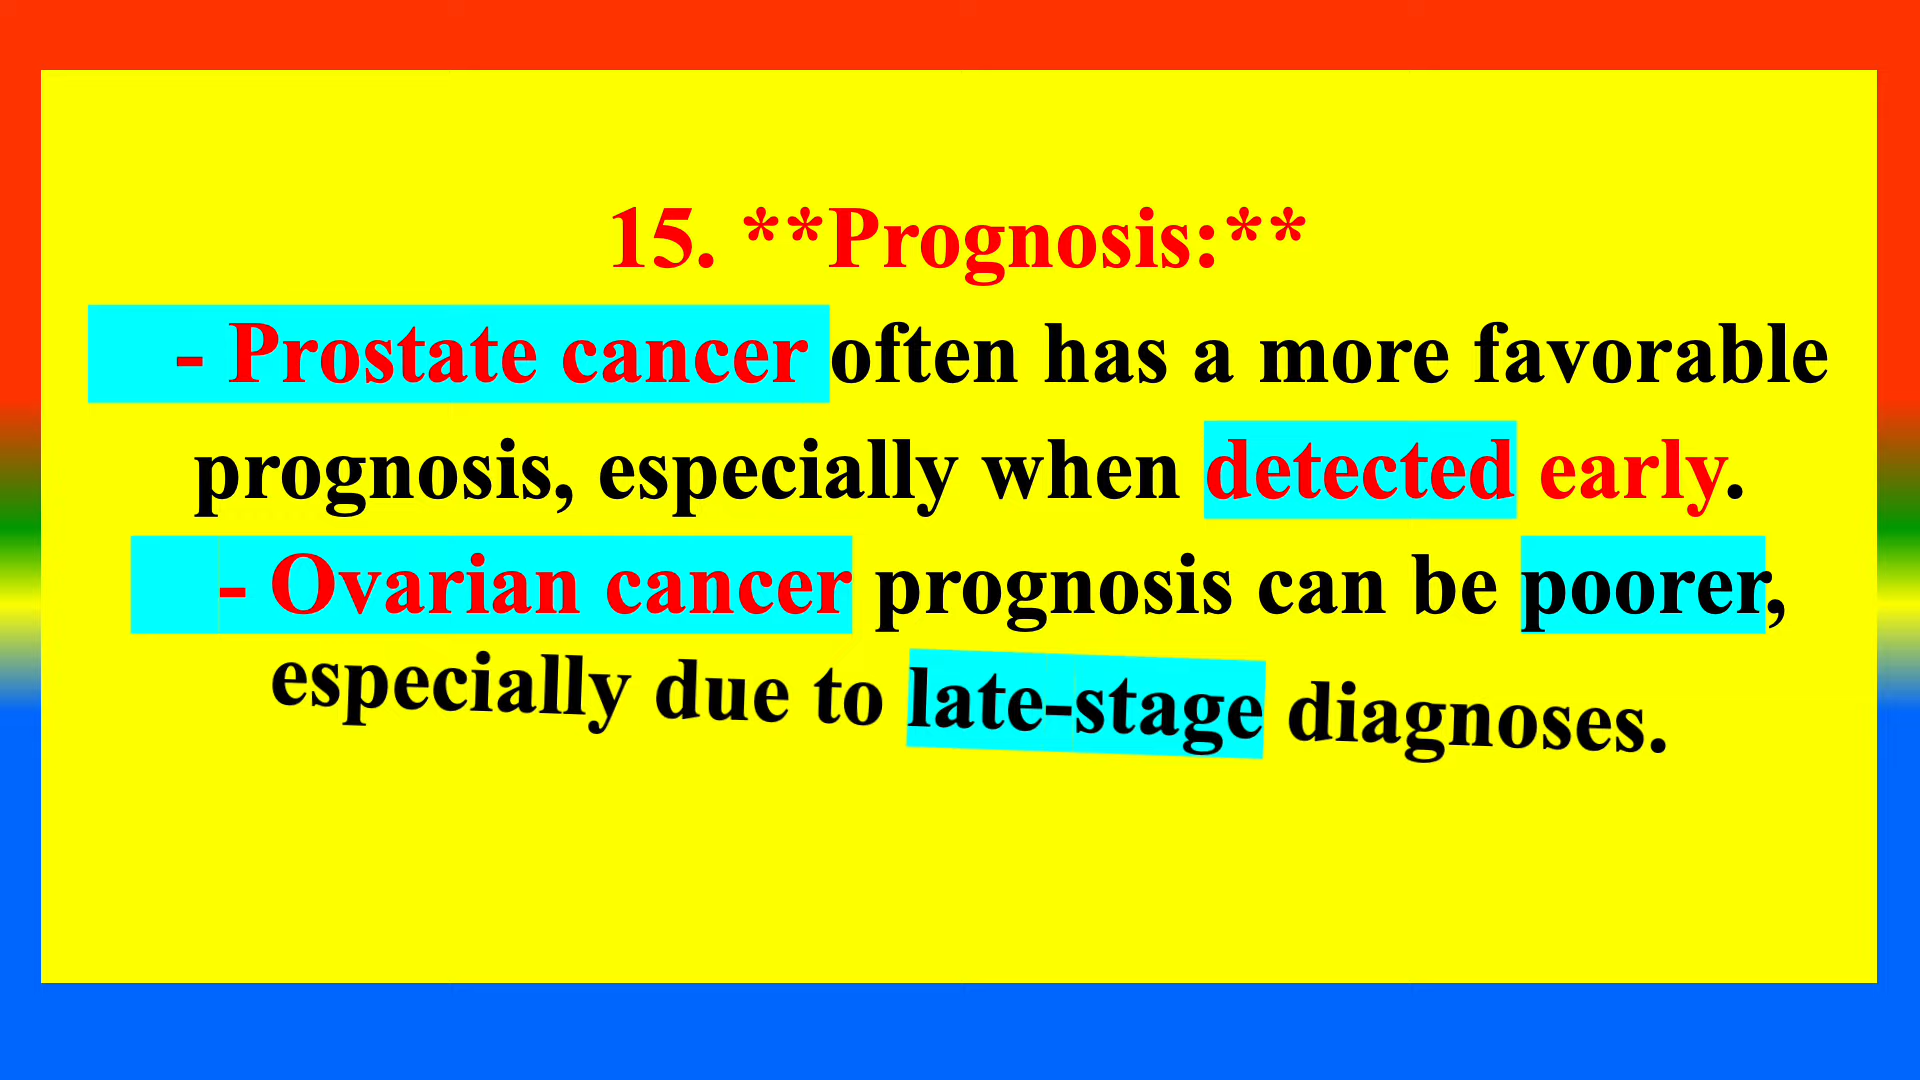 15. **Prognosis:**
- Prostate cancer often has a more favorable
prognosis, especially when detected early.
- Ovarian cancer prognosis can be poorer,
especially due to late-stage diagnoses.